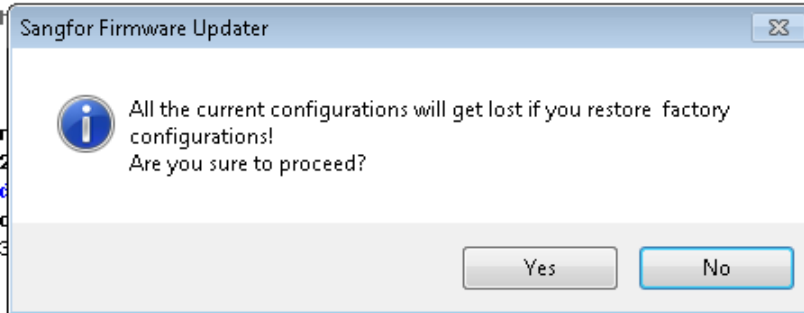 Sangfor Firmware Updater
All the current configurations will get lost if you restore factory
configurations!
Are you sure to proceed?
Yes
No